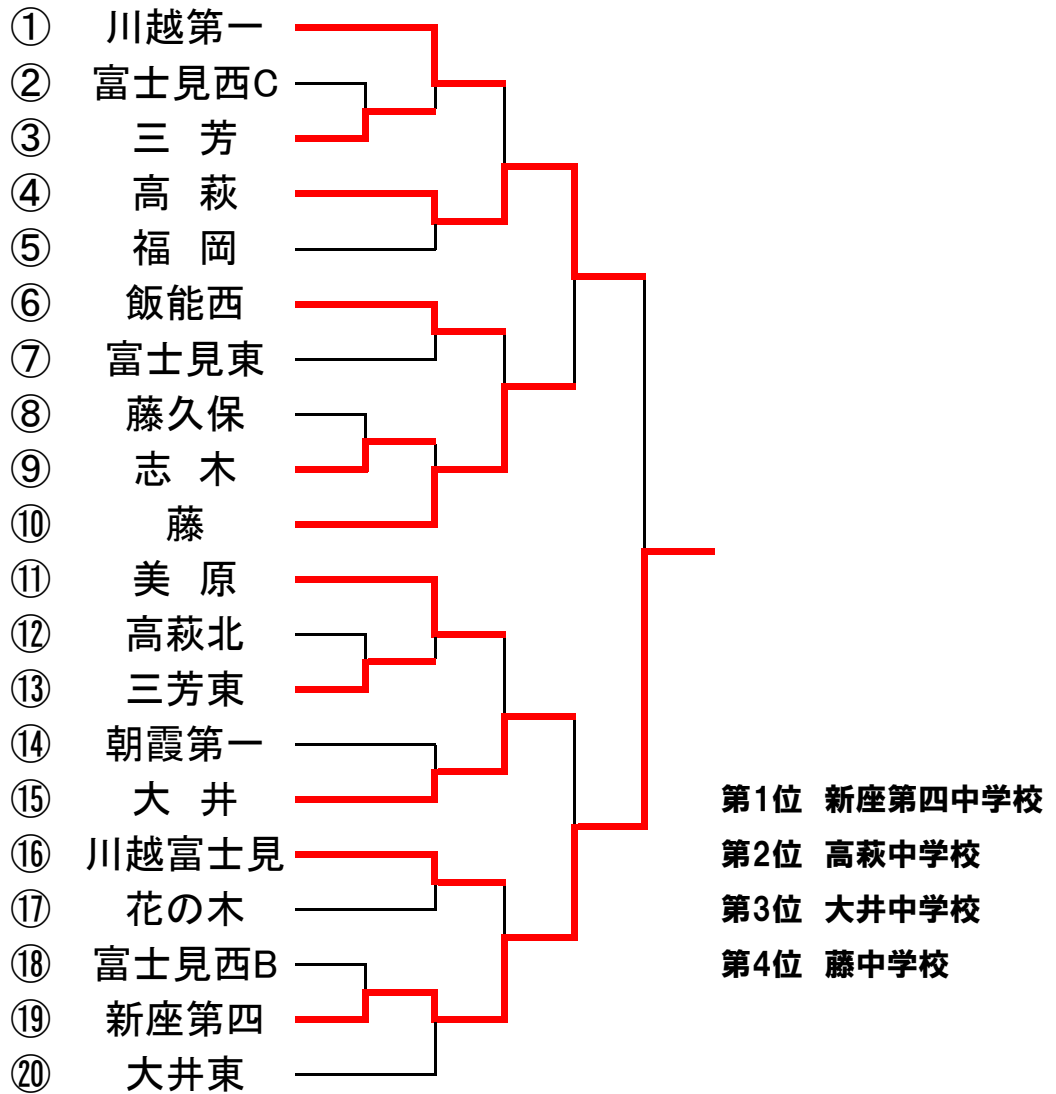 ① 川越第一
② 富士見西C
③ 三 芳
④ 高 萩
⑤ 福 岡
⑥ 飯能西
⑦ 富士見東
⑧ 藤久保
⑨ 志 木
⑩ 藤
⑪ 美 原
⑫ 高萩北
⑬ 三芳東
⑭ 朝霞第一
⑮ 大 井
⑯ 川越富士見
⑰ 花の木
⑱ 富士見西B
⑲ 新座第四
⑳ 大井東
第1位 新座第四中学校
第2位 高萩中学校
第3位 大井中学校
第4位 藤中学校